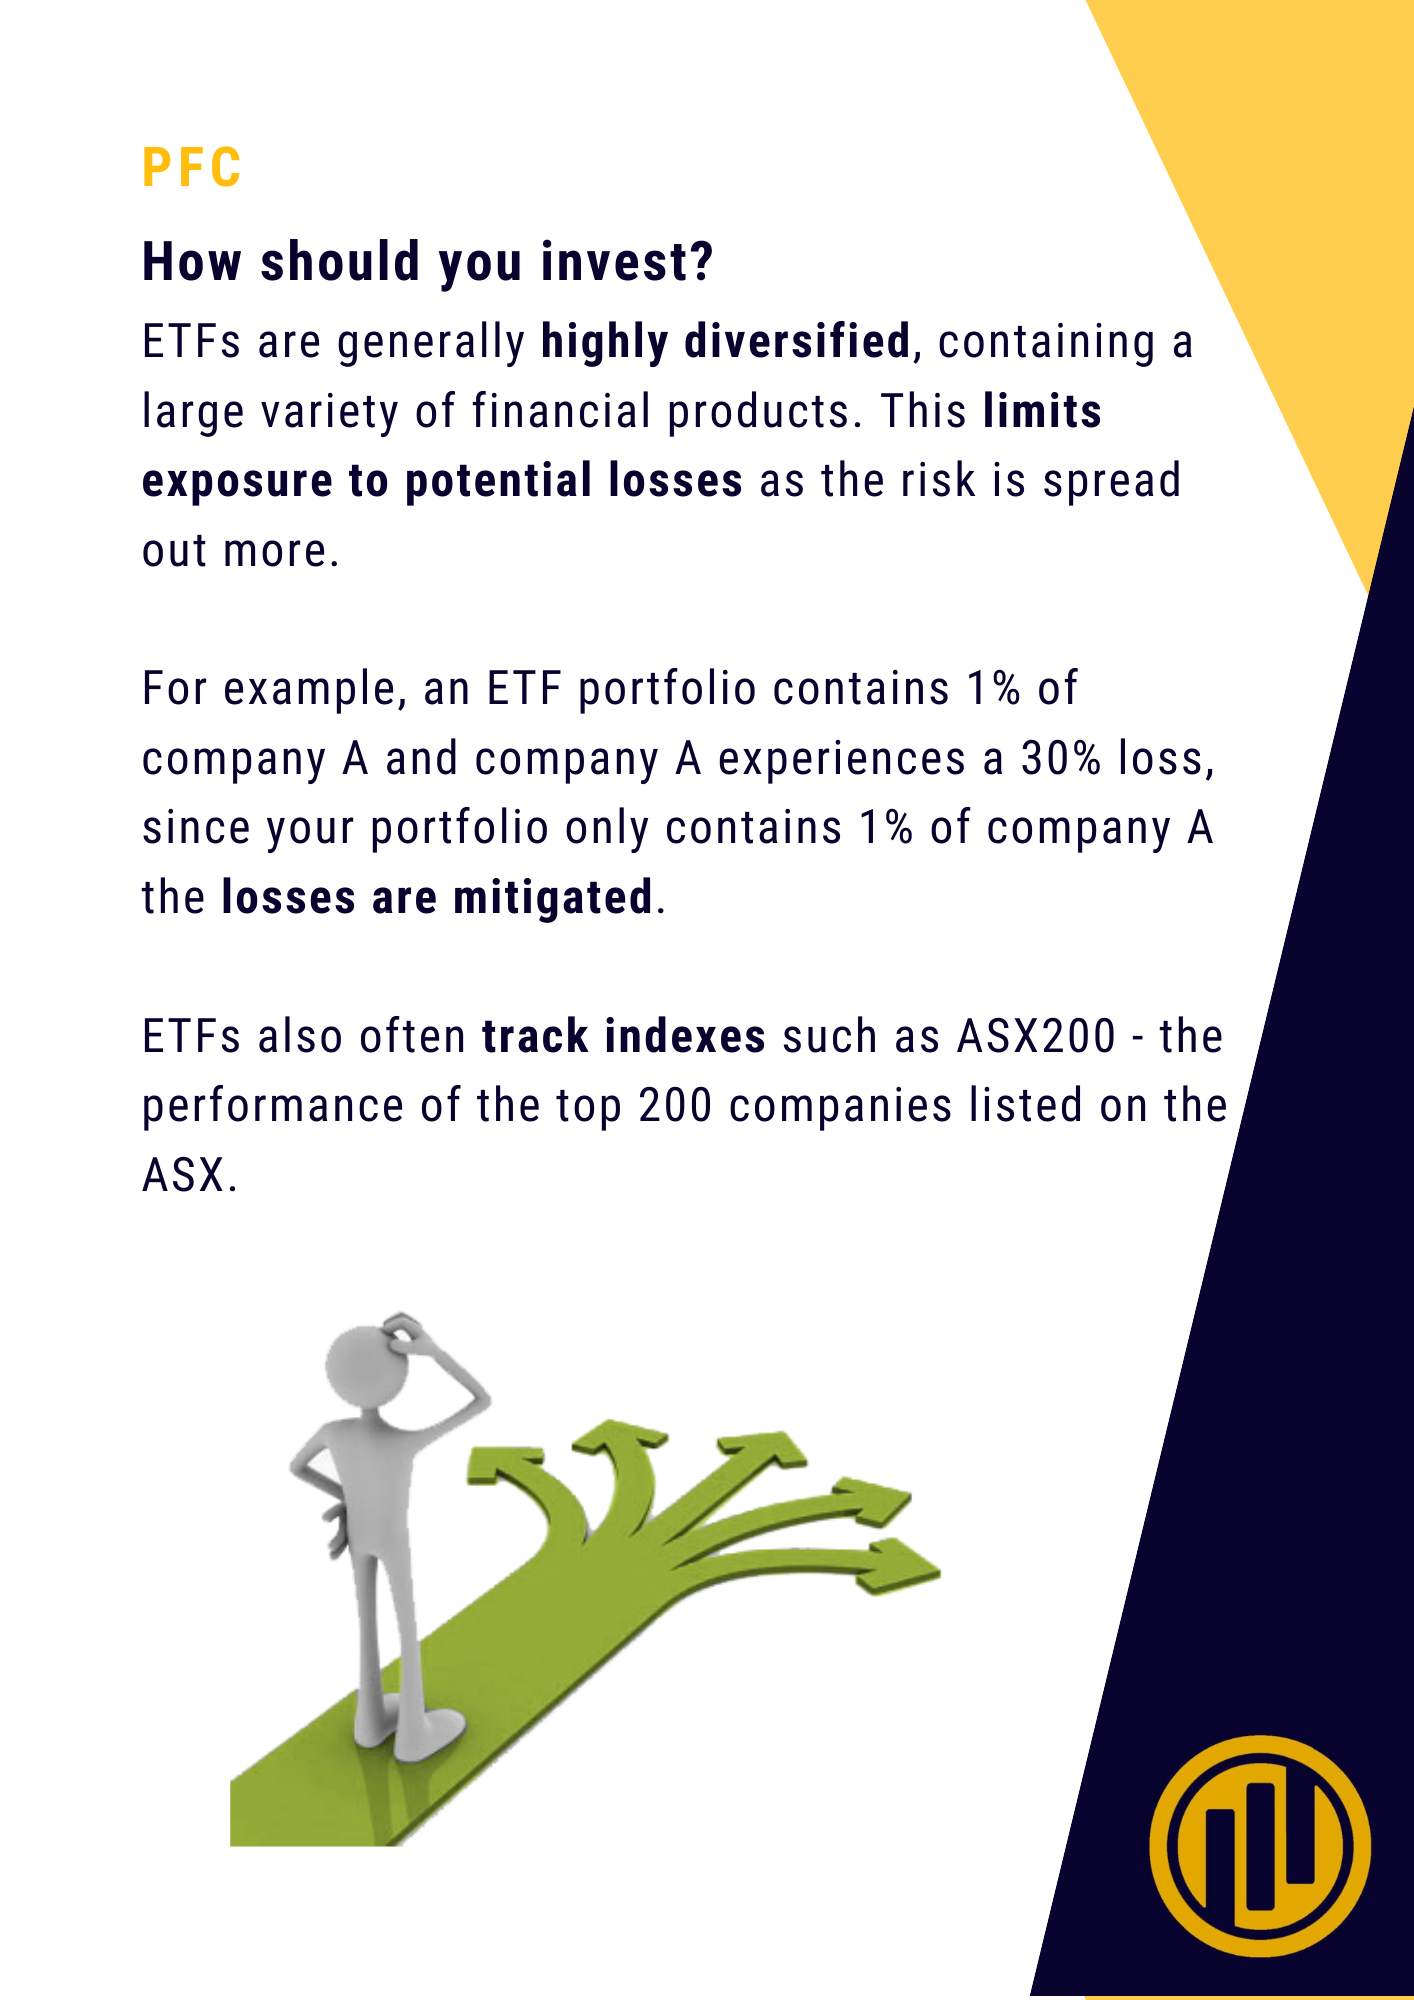 PFC
How should you invest?
ETFs are generally highly diversified, containing a
large variety of financial products. This limits
exposure to potential losses as the risk is spread
out more.
For example, an ETF portfolio contains 1% of
company A and company A experiences a 30% loss,
since your portfolio only contains 1% of company A
the losses are mitigated.
ETFs also often track indexes such as ASX200 - the
performance of the top 200 companies listed on the
ASX.